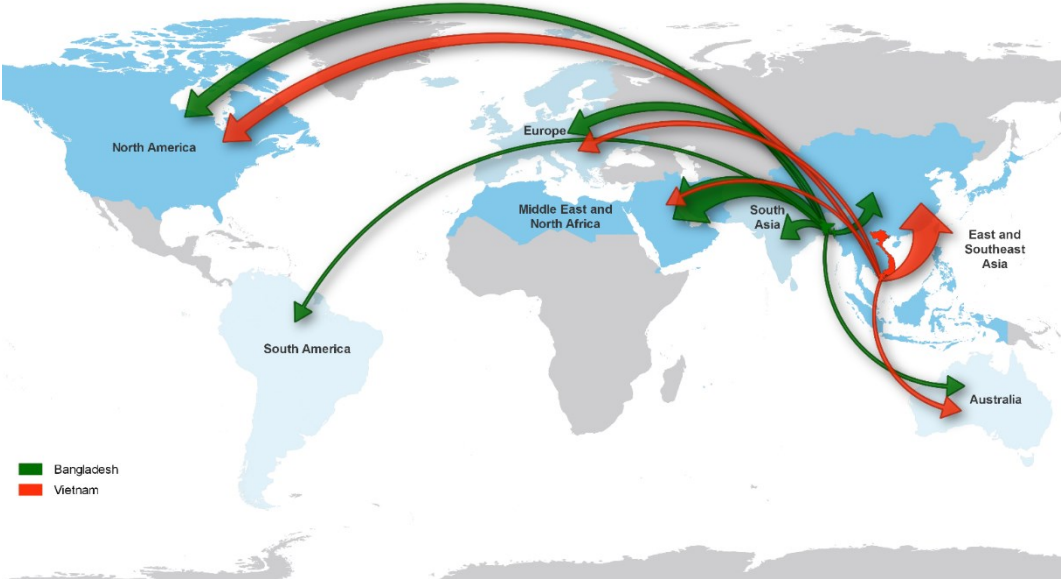 North America
Europe
Middle East and
North Africa
South
Asia
East and
Southeast
Asia
South America
Australia
Bangladesh
Vietnam